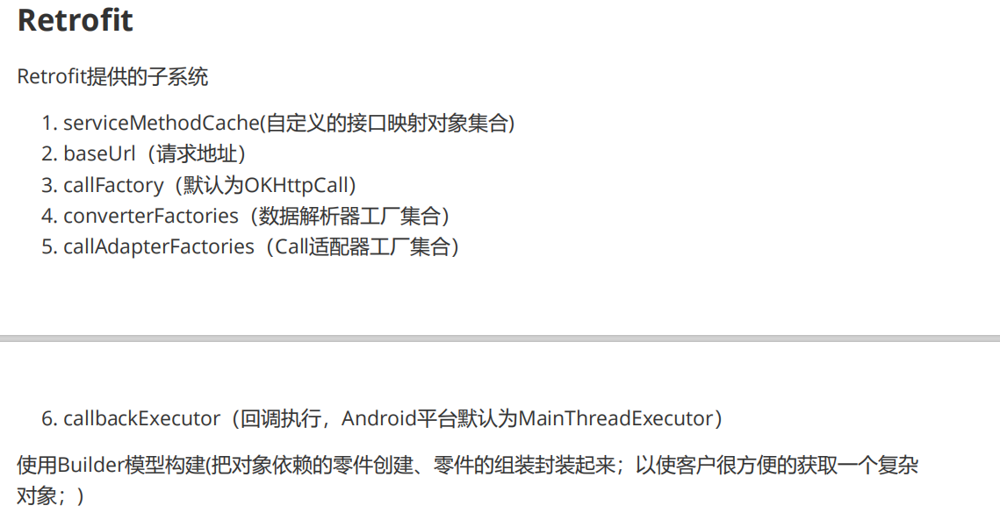 Retrofit
Retrofit提供的子系统
1. serviceMethodCache(自定义的接口映射对象集合)
2. baseUrl（请求地址）
3. callFactory（默认为OKHttpCall）
4. converterFactories（数据解析器工厂集合）
5. callAdapterFactories（Call适配器工厂集合）
6. callbackExecutor（回调执行，Android平台默认为MainThreadExecutor）
使用Builder模型构建(把对象依赖的零件创建、零件的组装封装起来；以使客户很方便的获取一个复杂
对象；)